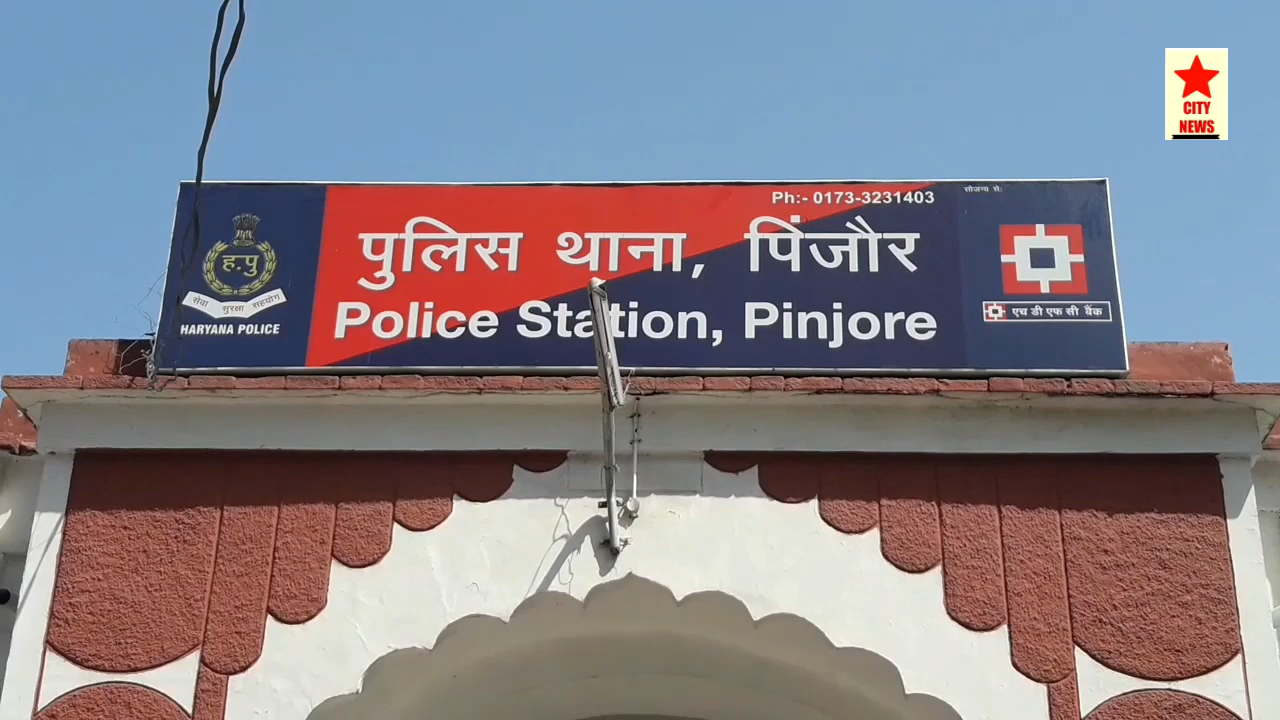 CITY
NEWS
Ph:- 0173-3231403
सौजन्य से:
पुलिस थाना, पिंजौर
Police Station, Pinjore
ह.पु
सेवा सुरक्षा सहयोग
HARYANA POLICE
एच डी एफ सी बैंक